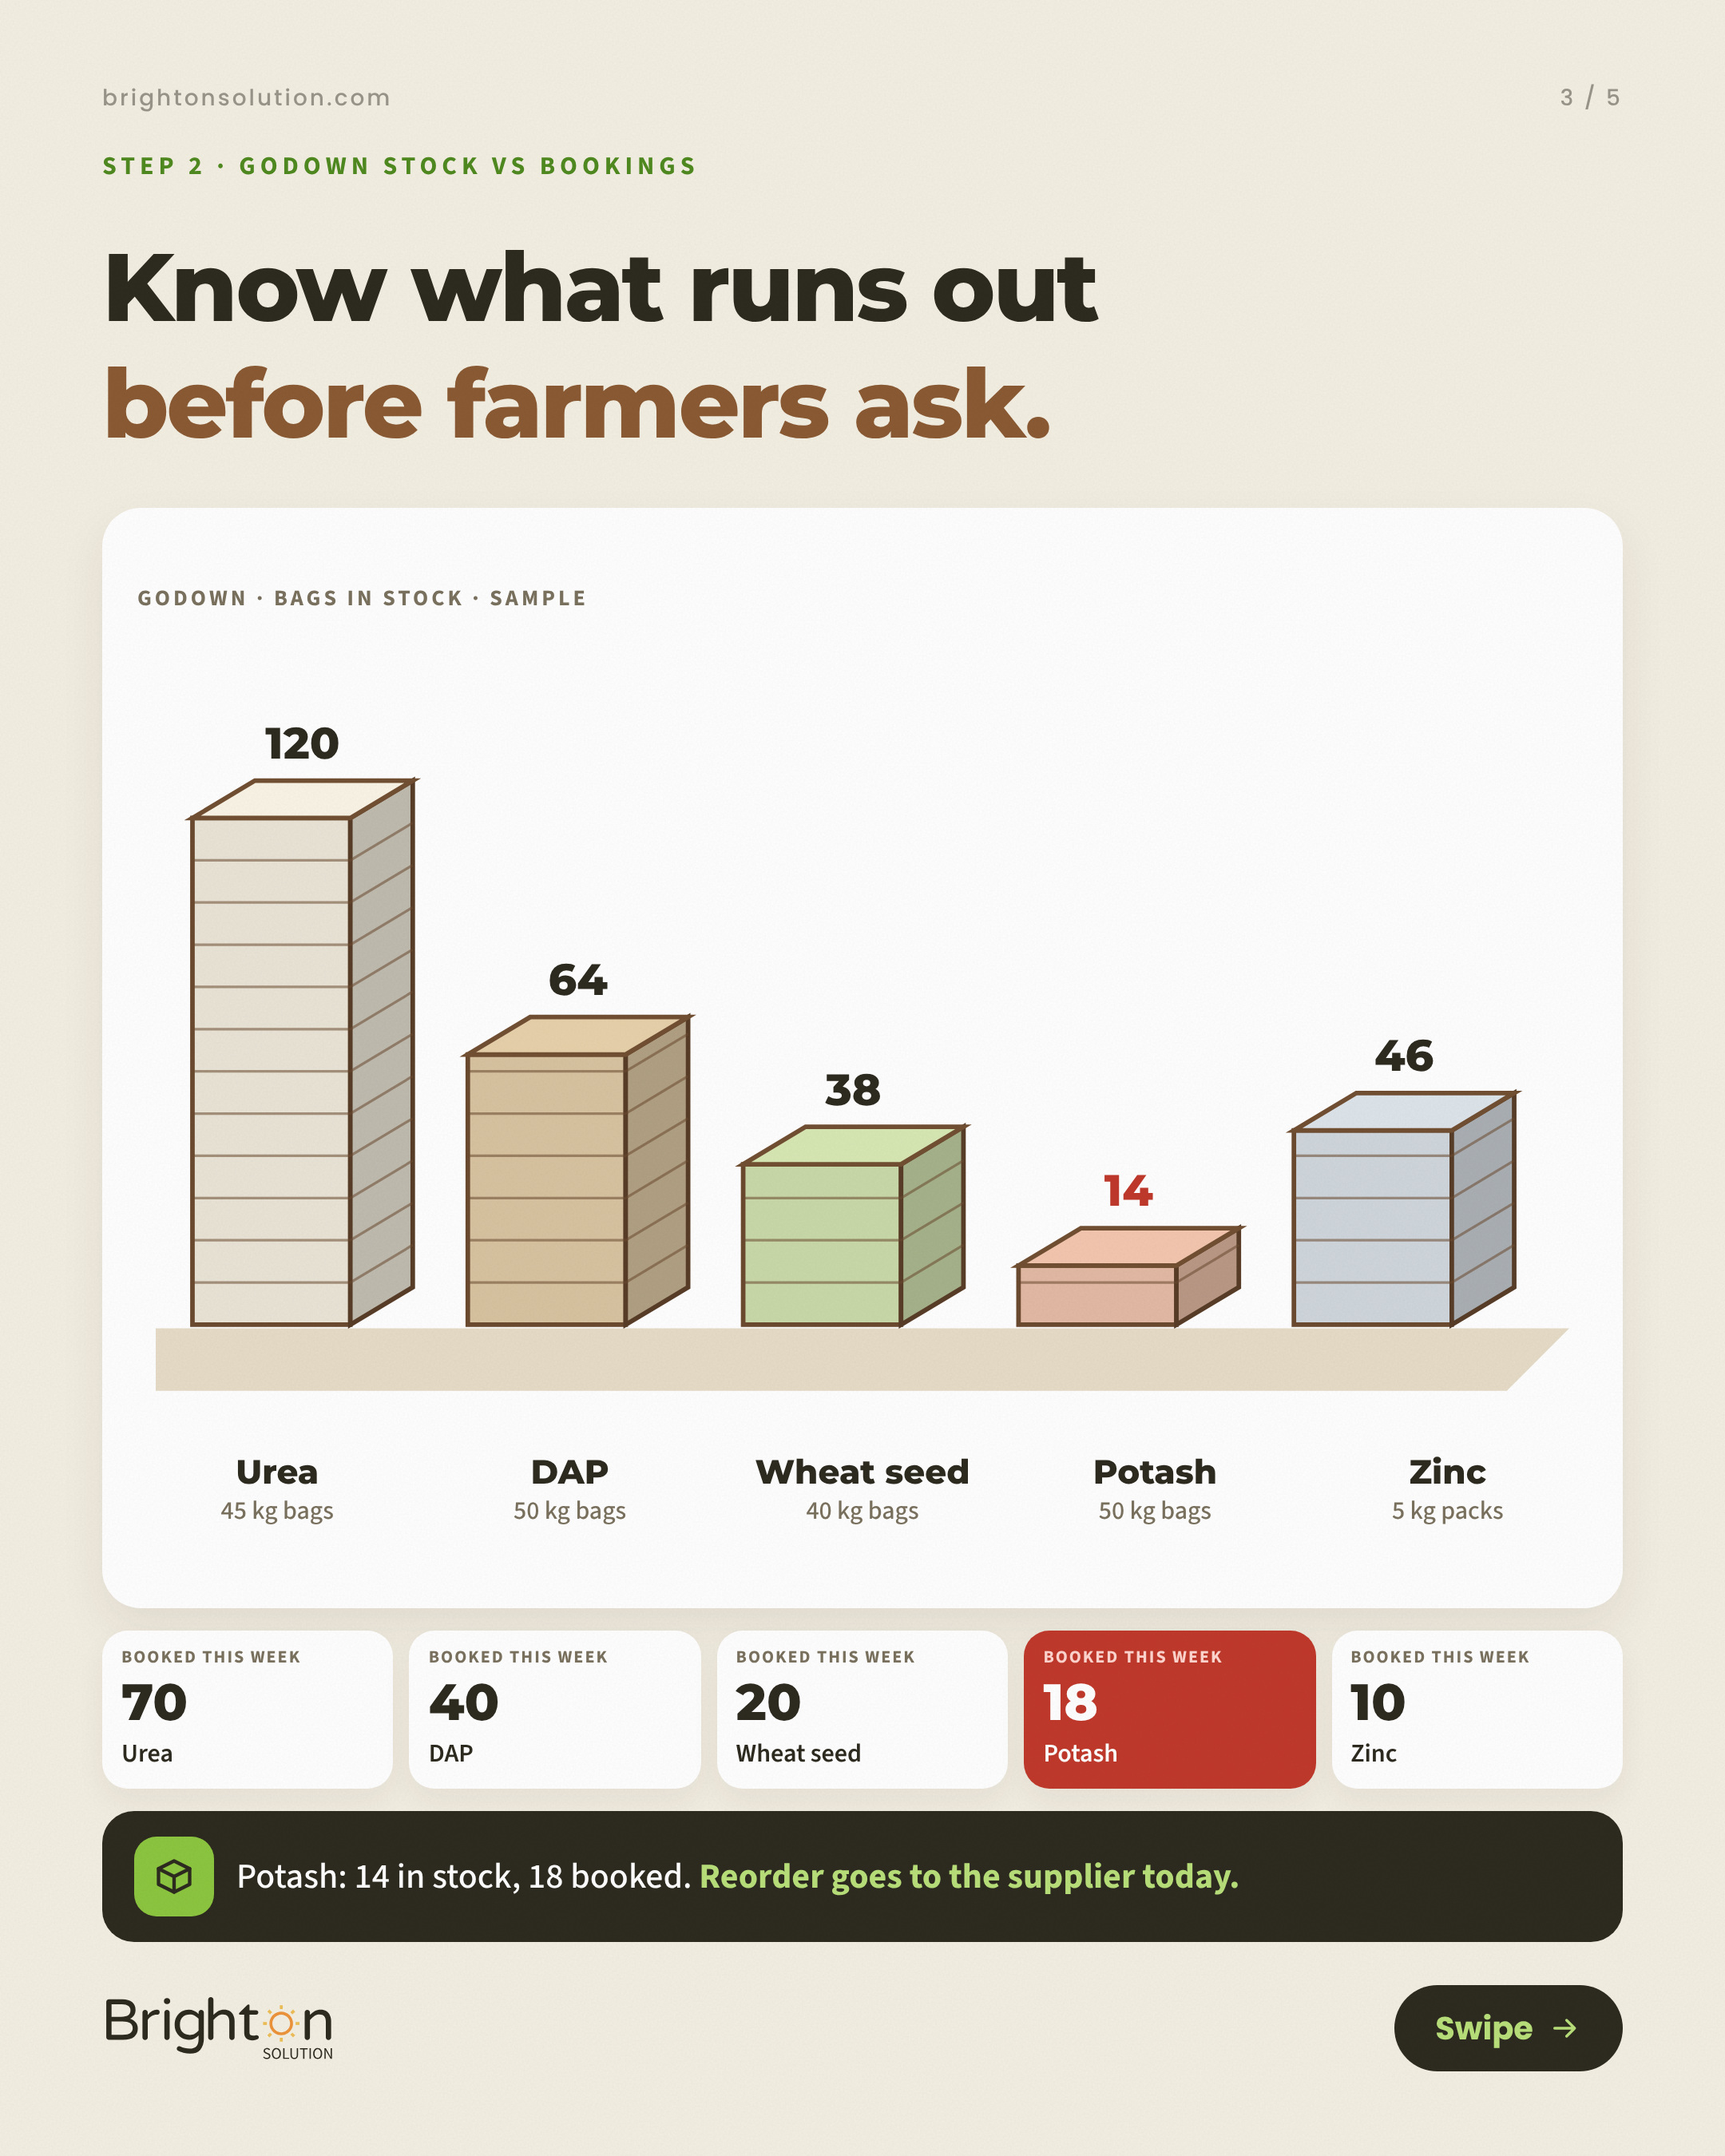 brightonsolution.com
3 / 5
STEP 2 · GODOWN STOCK VS BOOKINGS
Know what runs out
before farmers ask.
GODOWN · BAGS IN STOCK · SAMPLE
120
64
38
14
46
Urea
45 kg bags
DAP
50 kg bags
Wheat seed
40 kg bags
Potash
50 kg bags
Zinc
5 kg packs
BOOKED THIS WEEK
70
Urea
BOOKED THIS WEEK
40
DAP
BOOKED THIS WEEK
20
Wheat seed
BOOKED THIS WEEK
18
Potash
BOOKED THIS WEEK
10
Zinc
Potash: 14 in stock, 18 booked. Reorder goes to the supplier today.
Brighton
SOLUTION
Swipe →